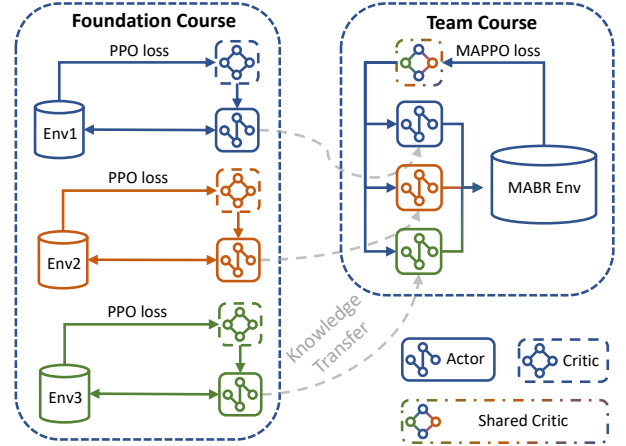 Foundation Course
PPO loss
Env1
PPO loss
Env2
PPO loss
Env3
Knowledge
Transfer
Team Course
MAPPO loss
MABR Env
Actor
Critic
Shared Critic